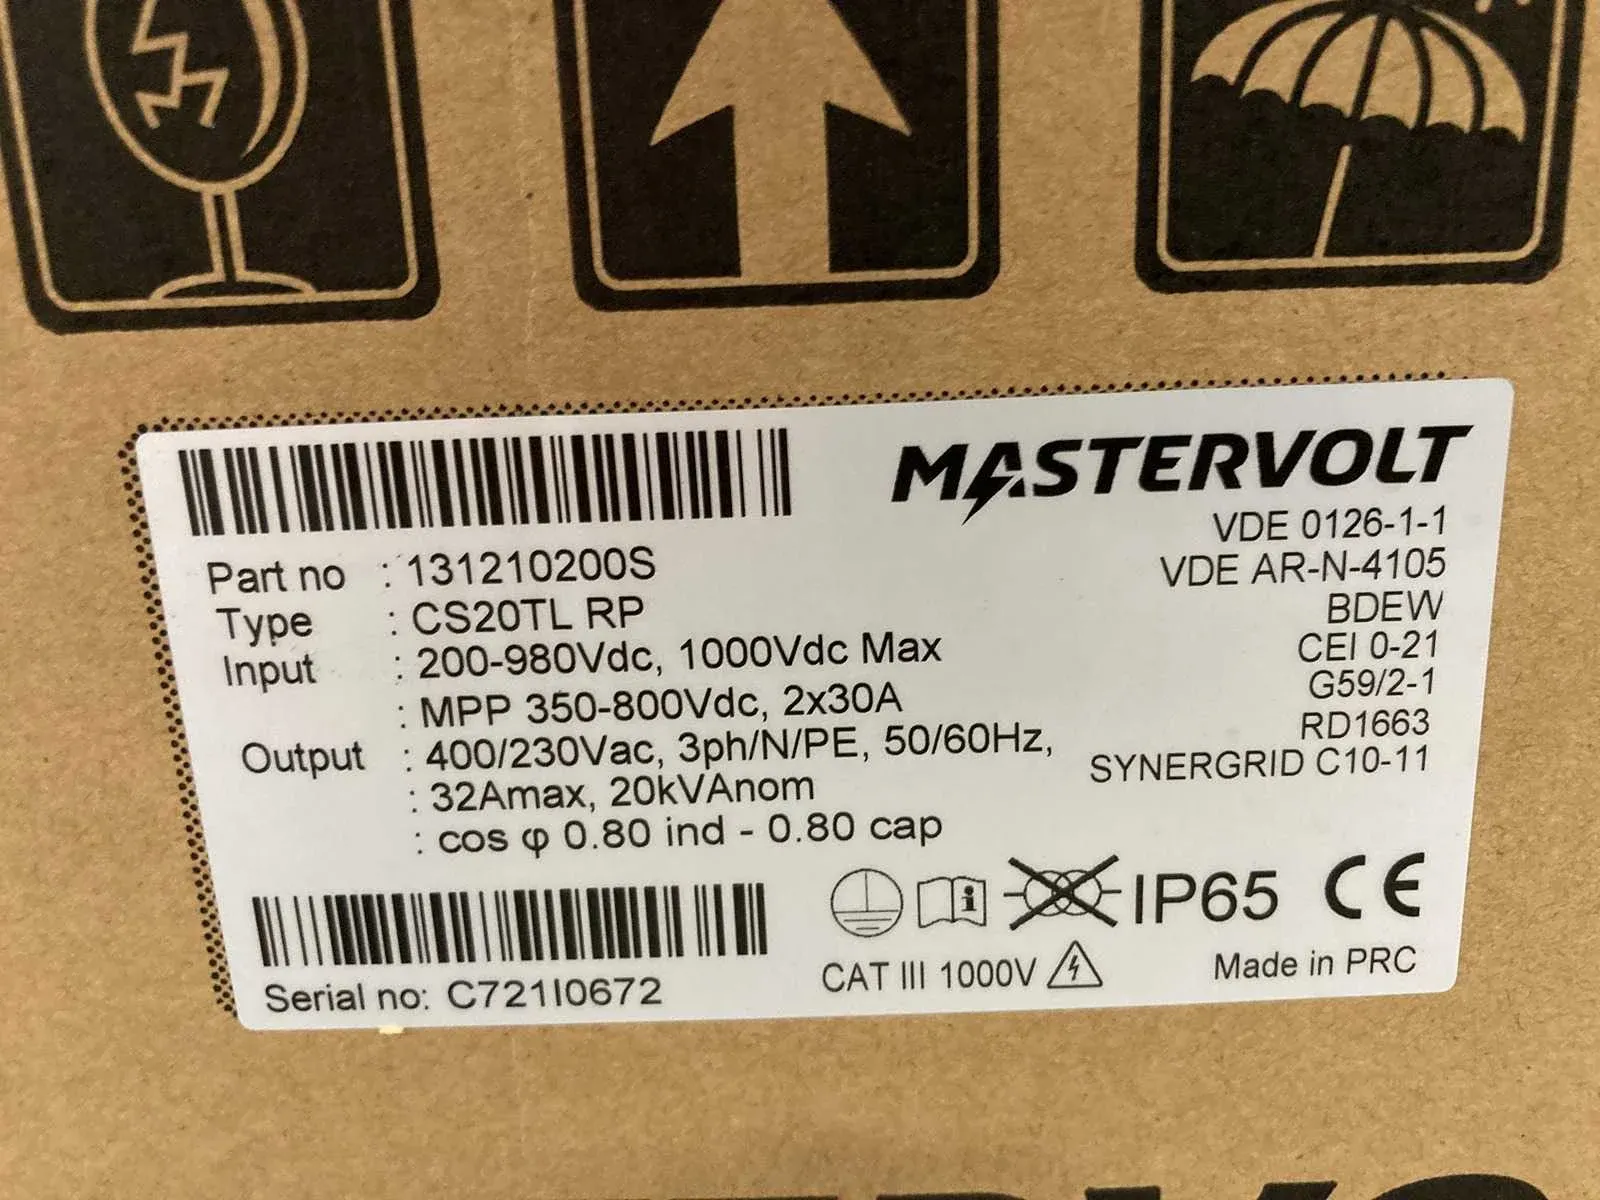 MASTERVOLT
VDE 0126-1-1
VDE AR-N-4105
BDEW
CEI 0-21
G59/2-1
RD1663
SYNERGRID C10-11
Part no : 131210200S
Type : CS20TL RP
Input : 200-980Vdc, 1000Vdc Max
: MPP 350-800Vdc, 2x30A
Output : 400/230Vac, 3ph/N/PE, 50/60Hz,
: 32Amax, 20kVAnom
: cos φ 0.80 ind - 0.80 cap
IP65 CE
CAT III 1000V
Made in PRC
Serial no: C721I0672